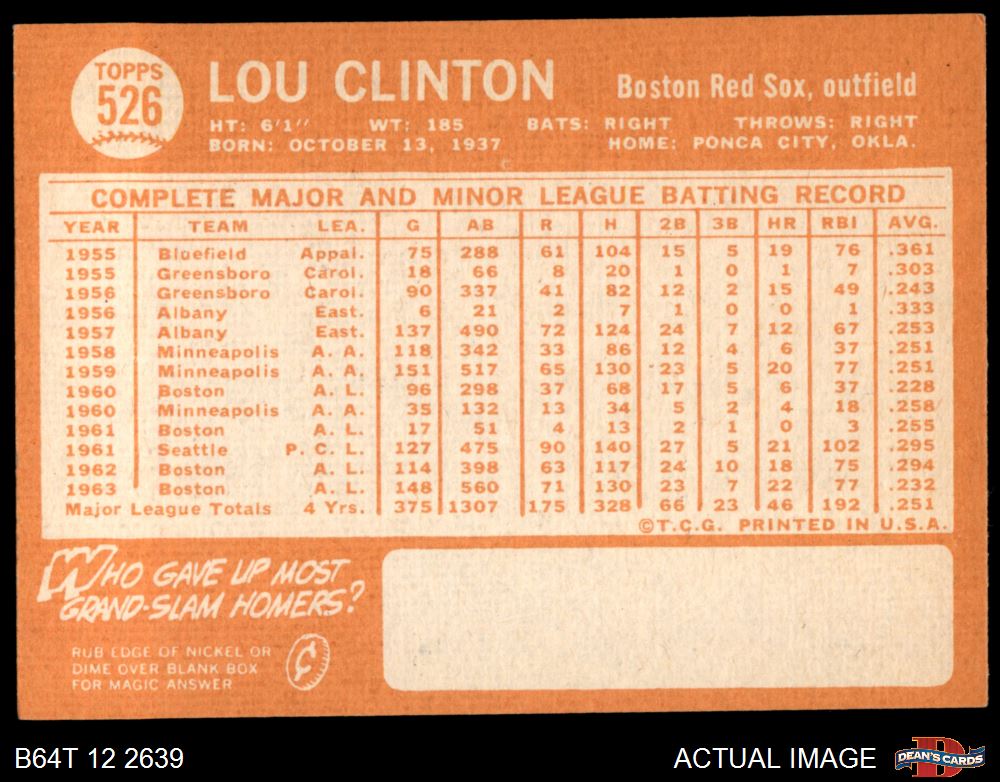 TOPPS
526
LOU CLINTON
Boston Red Sox, outfield
HT: 6'1" WT: 185 BATS: RIGHT THROWS: RIGHT
BORN: OCTOBER 13, 1937 HOME: PONCA CITY, OKLA.
COMPLETE MAJOR AND MINOR LEAGUE BATTING RECORD
YEAR TEAM LEA. G AB R H 2B 3B HR RBI AVG.
1955 Bluefield Appal. 75 288 61 104 15 5 19 76 .361
1955 Greensboro Carol. 18 66 8 20 1 0 1 7 .303
1956 Greensboro Carol. 90 337 41 82 12 2 15 49 .243
1956 Albany East. 6 21 2 7 1 0 0 1 .333
1957 Albany East. 137 490 72 124 24 7 12 67 .253
1958 Minneapolis A. A. 118 342 33 86 12 4 6 37 .251
1959 Minneapolis A. A. 151 517 65 130 23 5 20 77 .251
1960 Boston A. L. 96 298 37 68 17 5 6 37 .228
1960 Minneapolis A. A. 35 132 13 34 5 2 4 18 .258
1961 Boston A. L. 17 51 4 13 2 1 0 3 .255
1961 Seattle P. C. L. 127 475 90 140 27 5 21 102 .295
1962 Boston A. L. 114 398 63 117 24 10 18 75 .294
1963 Boston A. L. 148 560 71 130 23 7 22 77 .232
Major League Totals 4 Yrs. 375 1307 175 328 66 23 46 192 .251
©T.C.G. PRINTED IN U.S.A.
WHO GAVE UP MOST
GRAND-SLAM HOMERS?
RUB EDGE OF NICKEL OR
DIME OVER BLANK BOX
FOR MAGIC ANSWER
B64T 12 2639
ACTUAL IMAGE
D
DEAN'S CARDS